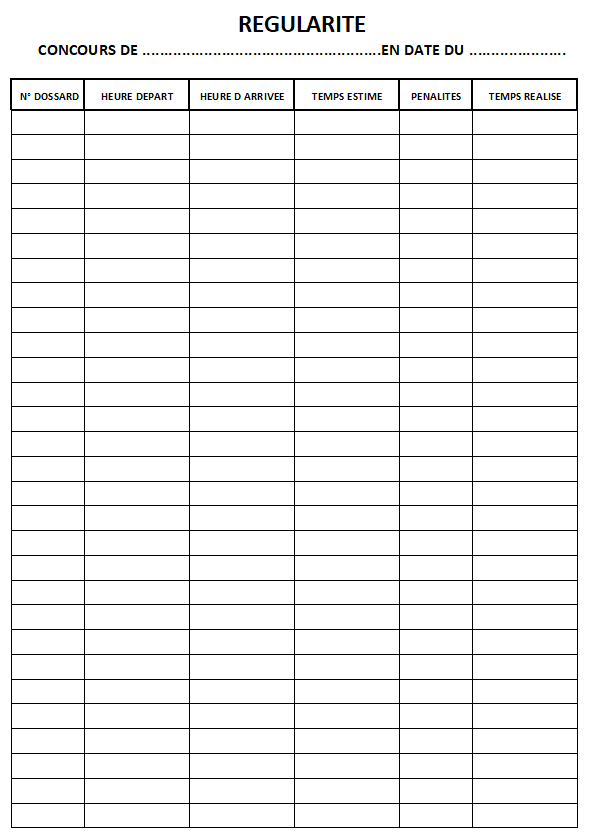 REGULARITE
CONCOURS DE .....................................................EN DATE DU ......................
N° DOSSARD HEURE DEPART HEURE D ARRIVEE TEMPS ESTIME PENALITES TEMPS REALISE